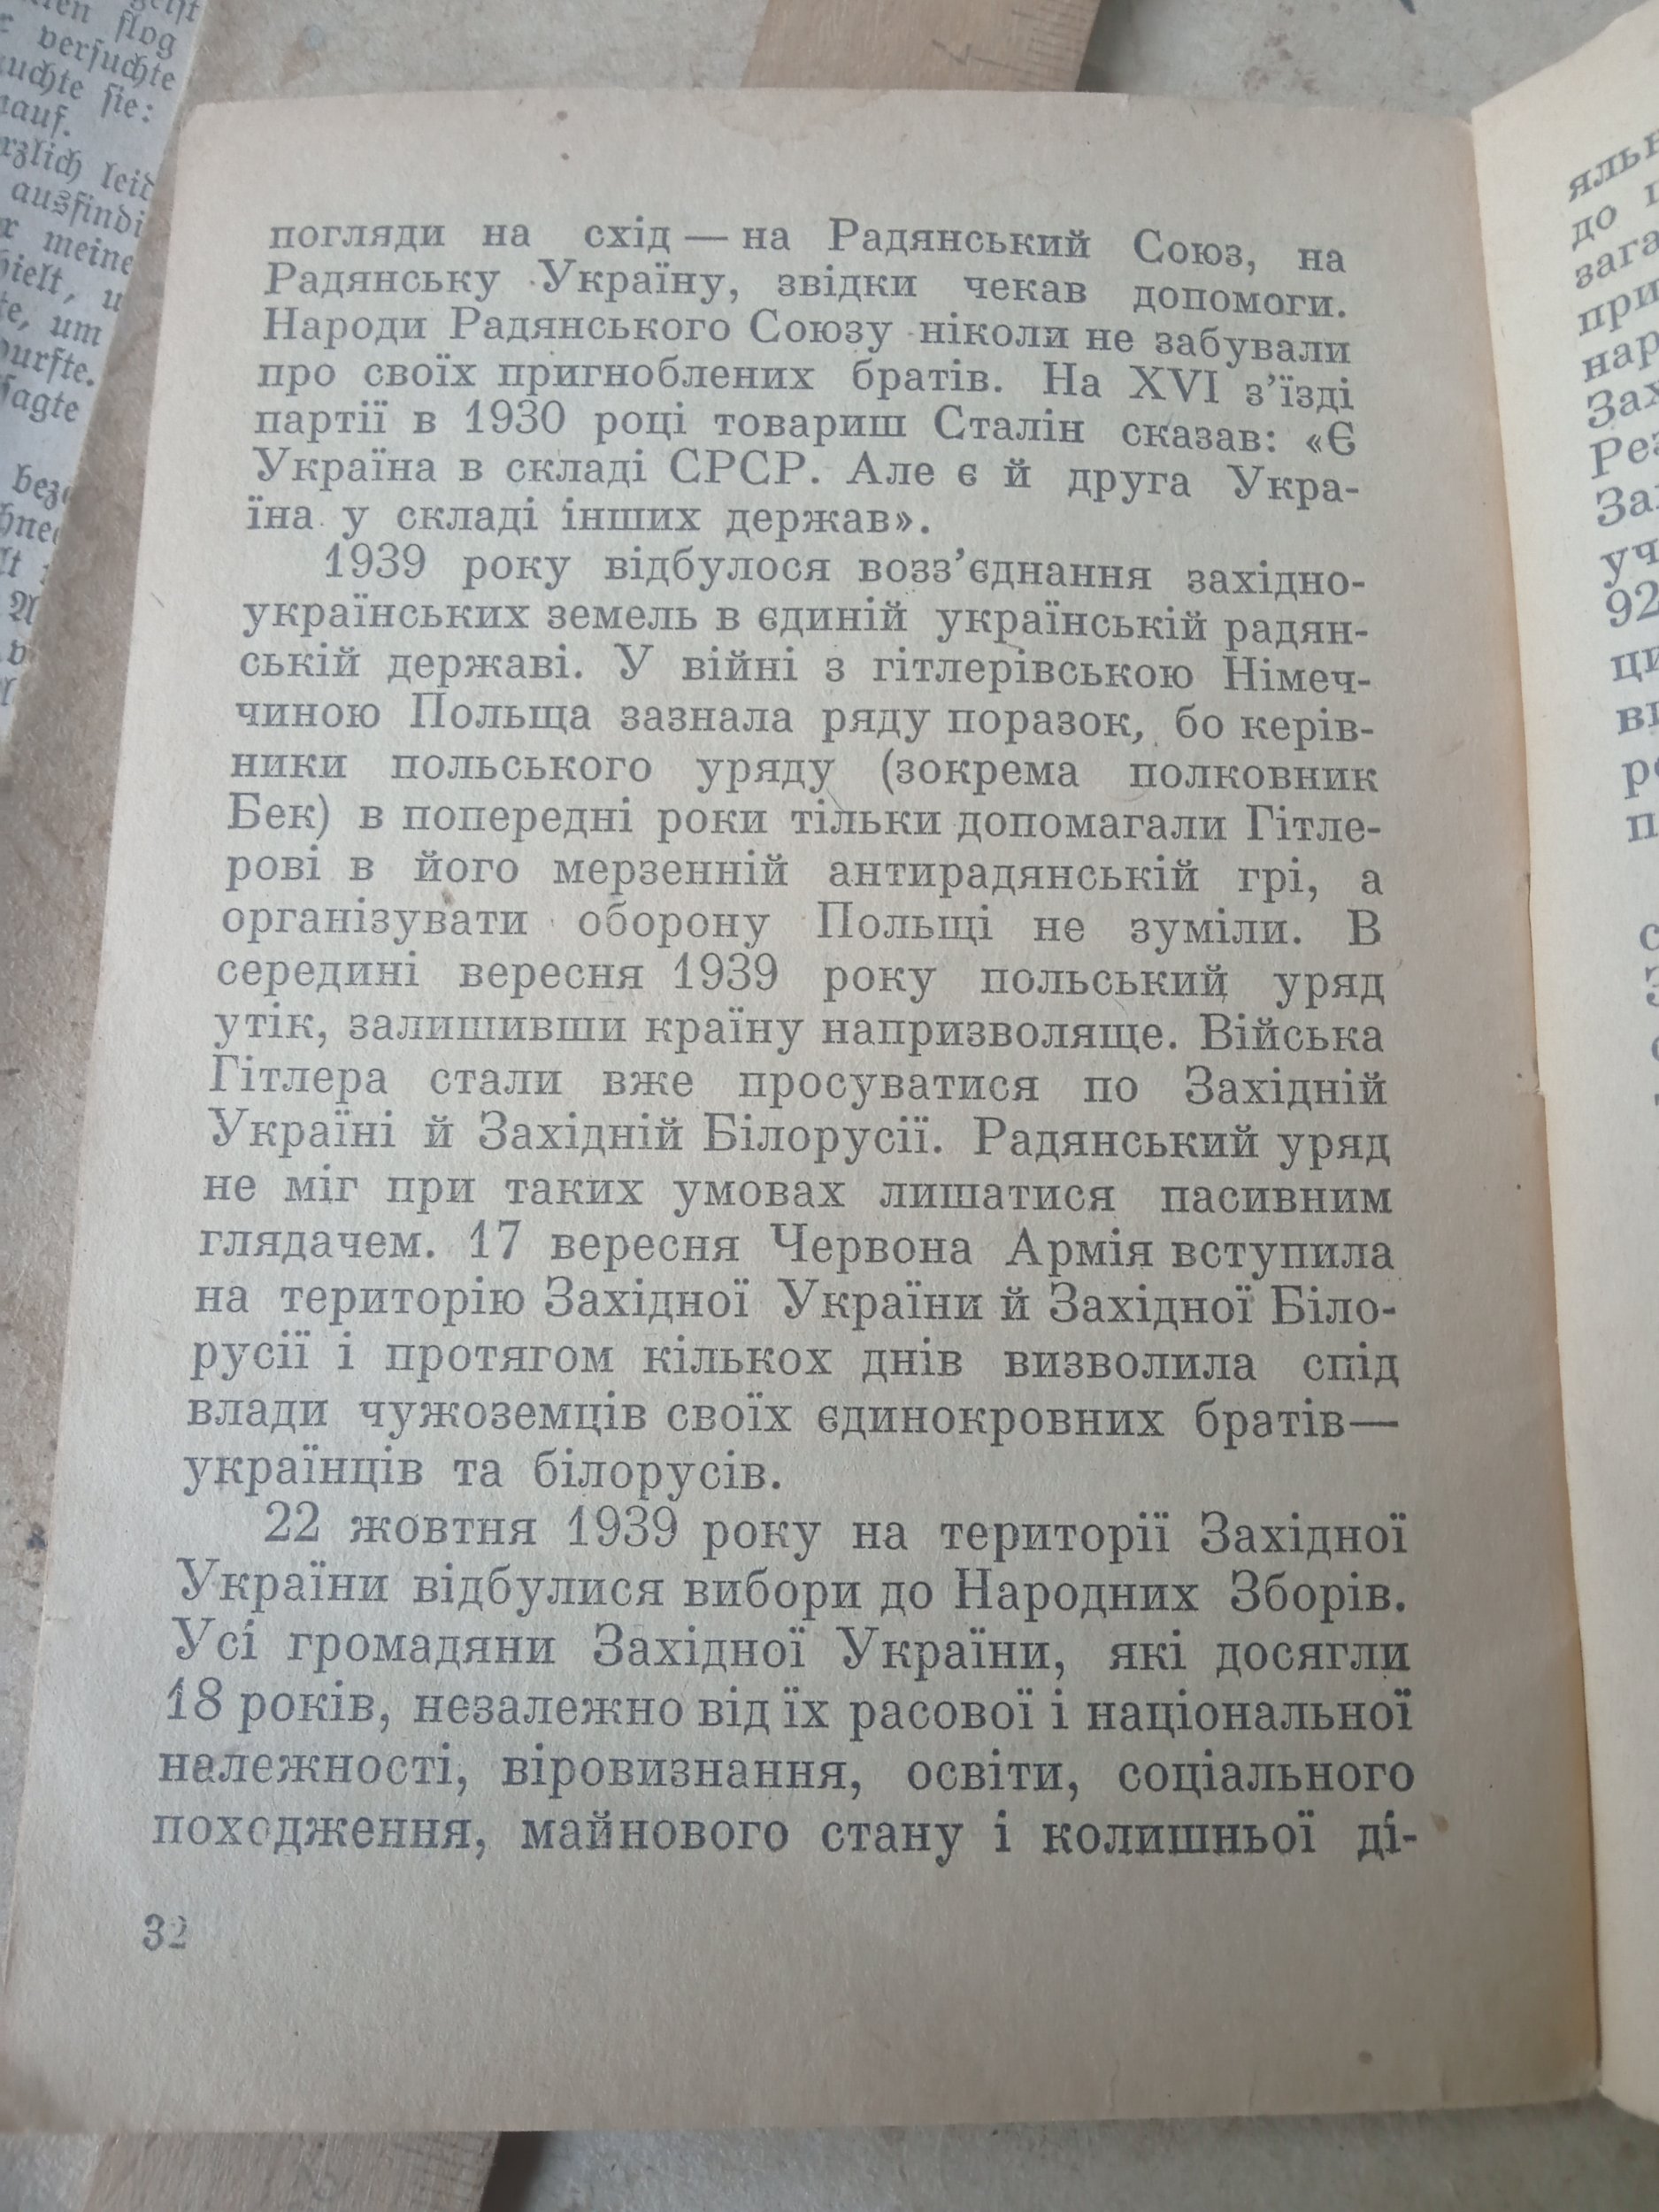 flog
versuchte
sie:
leid
meine
um
погляди на схід — на Радянський Союз, на
Радянську Україну, звідки чекав допомоги.
Народи Радянського Союзу ніколи не забували
про своїх пригноблених братів. На XVI з’їзді
партії в 1930 році товариш Сталін сказав: «Є
Україна в складі СРСР. Але є й друга Укра-
їна у складі інших держав».
1939 року відбулося возз’єднання західно-
українських земель в єдиній українській радян-
ській державі. У війні з гітлерівською Німеч-
чиною Польща зазнала ряду поразок, бо керів-
ники польського уряду (зокрема полковник
Бек) в попередні роки тільки допомагали Гітле-
рові в його мерзенній антирадянській грі, а
організувати оборону Польщі не зуміли. В
середині вересня 1939 року польський уряд
утік, залишивши країну напризволяще. Війська
Гітлера стали вже просуватися по Західній
Україні й Західній Білорусії. Радянський уряд
не міг при таких умовах лишатися пасивним
глядачем. 17 вересня Червона Армія вступила
на територію Західної України й Західної Біло-
русії і протягом кількох днів визволила спід
влади чужоземців своїх єдинокровних братів—
українців та білорусів.
22 жовтня 1939 року на території Західної
України відбулися вибори до Народних Зборів.
Усі громадяни Західної України, які досягли
18 років, незалежно від їх расової і національної
належності, віровизнання, освіти, соціального
походження, майнового стану і колишньої ді-
32
до